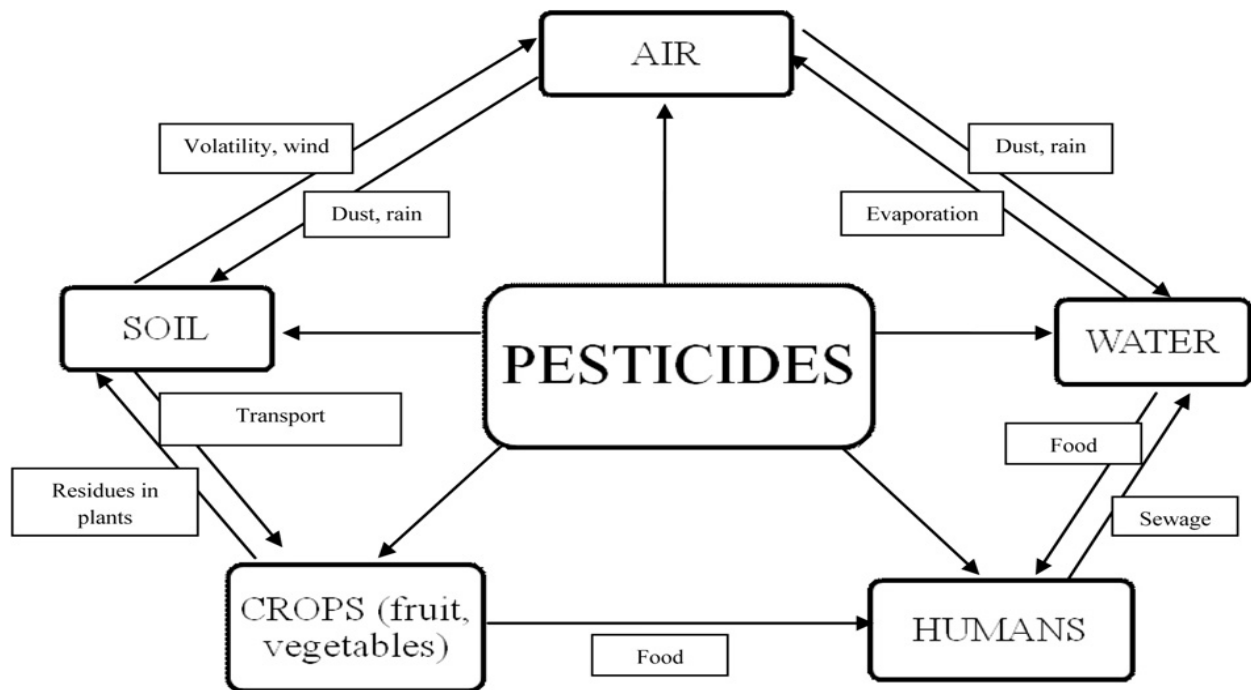 AIR
Volatility, wind
Dust, rain
Dust, rain
Evaporation
SOIL
PESTICIDES
WATER
Transport
Food
Residues in
plants
Sewage
CROPS (fruit,
vegetables)
HUMANS
Food